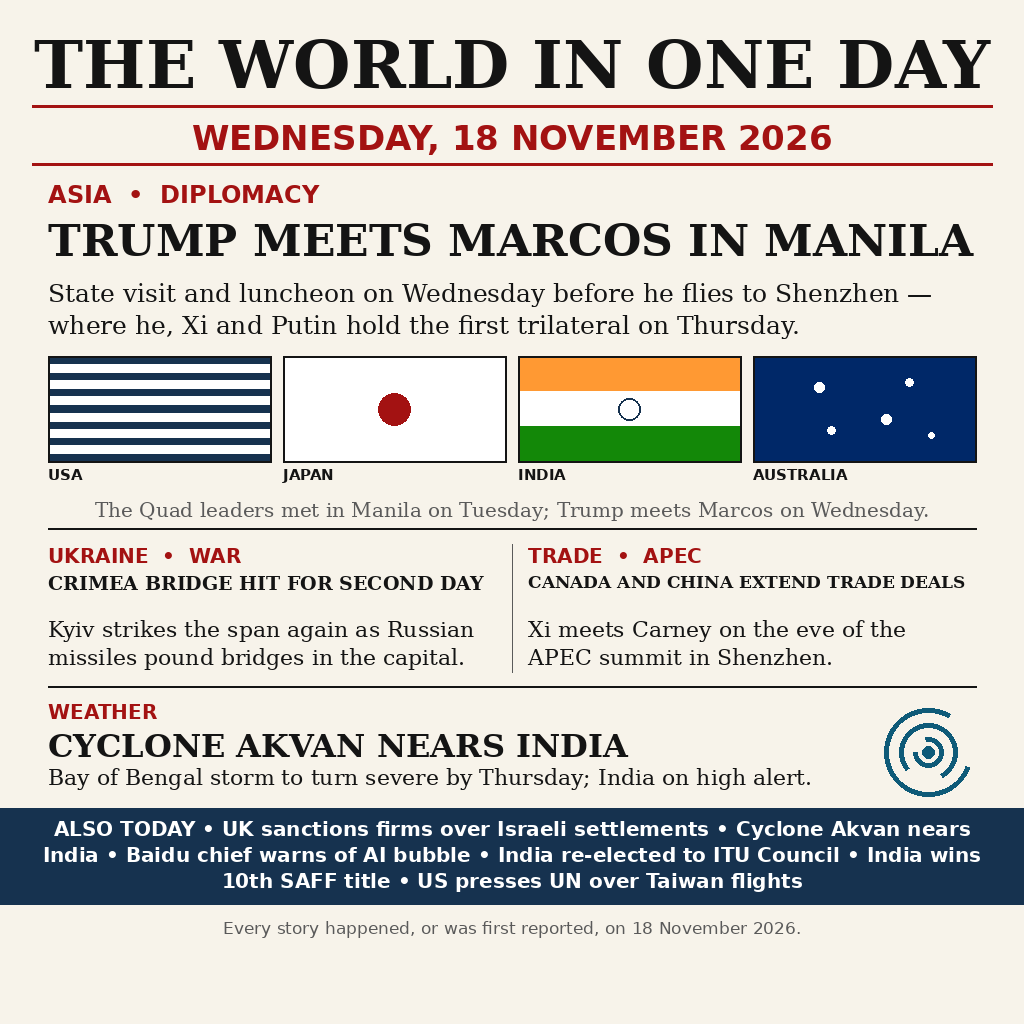 THE WORLD IN ONE DAY
WEDNESDAY, 18 NOVEMBER 2026
ASIA • DIPLOMACY
TRUMP MEETS MARCOS IN MANILA
State visit and luncheon on Wednesday before he flies to Shenzhen —
where he, Xi and Putin hold the first trilateral on Thursday.
USA
JAPAN
INDIA
AUSTRALIA
The Quad leaders met in Manila on Tuesday; Trump meets Marcos on Wednesday.
UKRAINE • WAR
CRIMEA BRIDGE HIT FOR SECOND DAY
Kyiv strikes the span again as Russian
missiles pound bridges in the capital.
TRADE • APEC
CANADA AND CHINA EXTEND TRADE DEALS
Xi meets Carney on the eve of the
APEC summit in Shenzhen.
WEATHER
CYCLONE AKVAN NEARS INDIA
Bay of Bengal storm to turn severe by Thursday; India on high alert.
ALSO TODAY • UK sanctions firms over Israeli settlements • Cyclone Akvan nears
India • Baidu chief warns of AI bubble • India re-elected to ITU Council • India wins
10th SAFF title • US presses UN over Taiwan flights
Every story happened, or was first reported, on 18 November 2026.